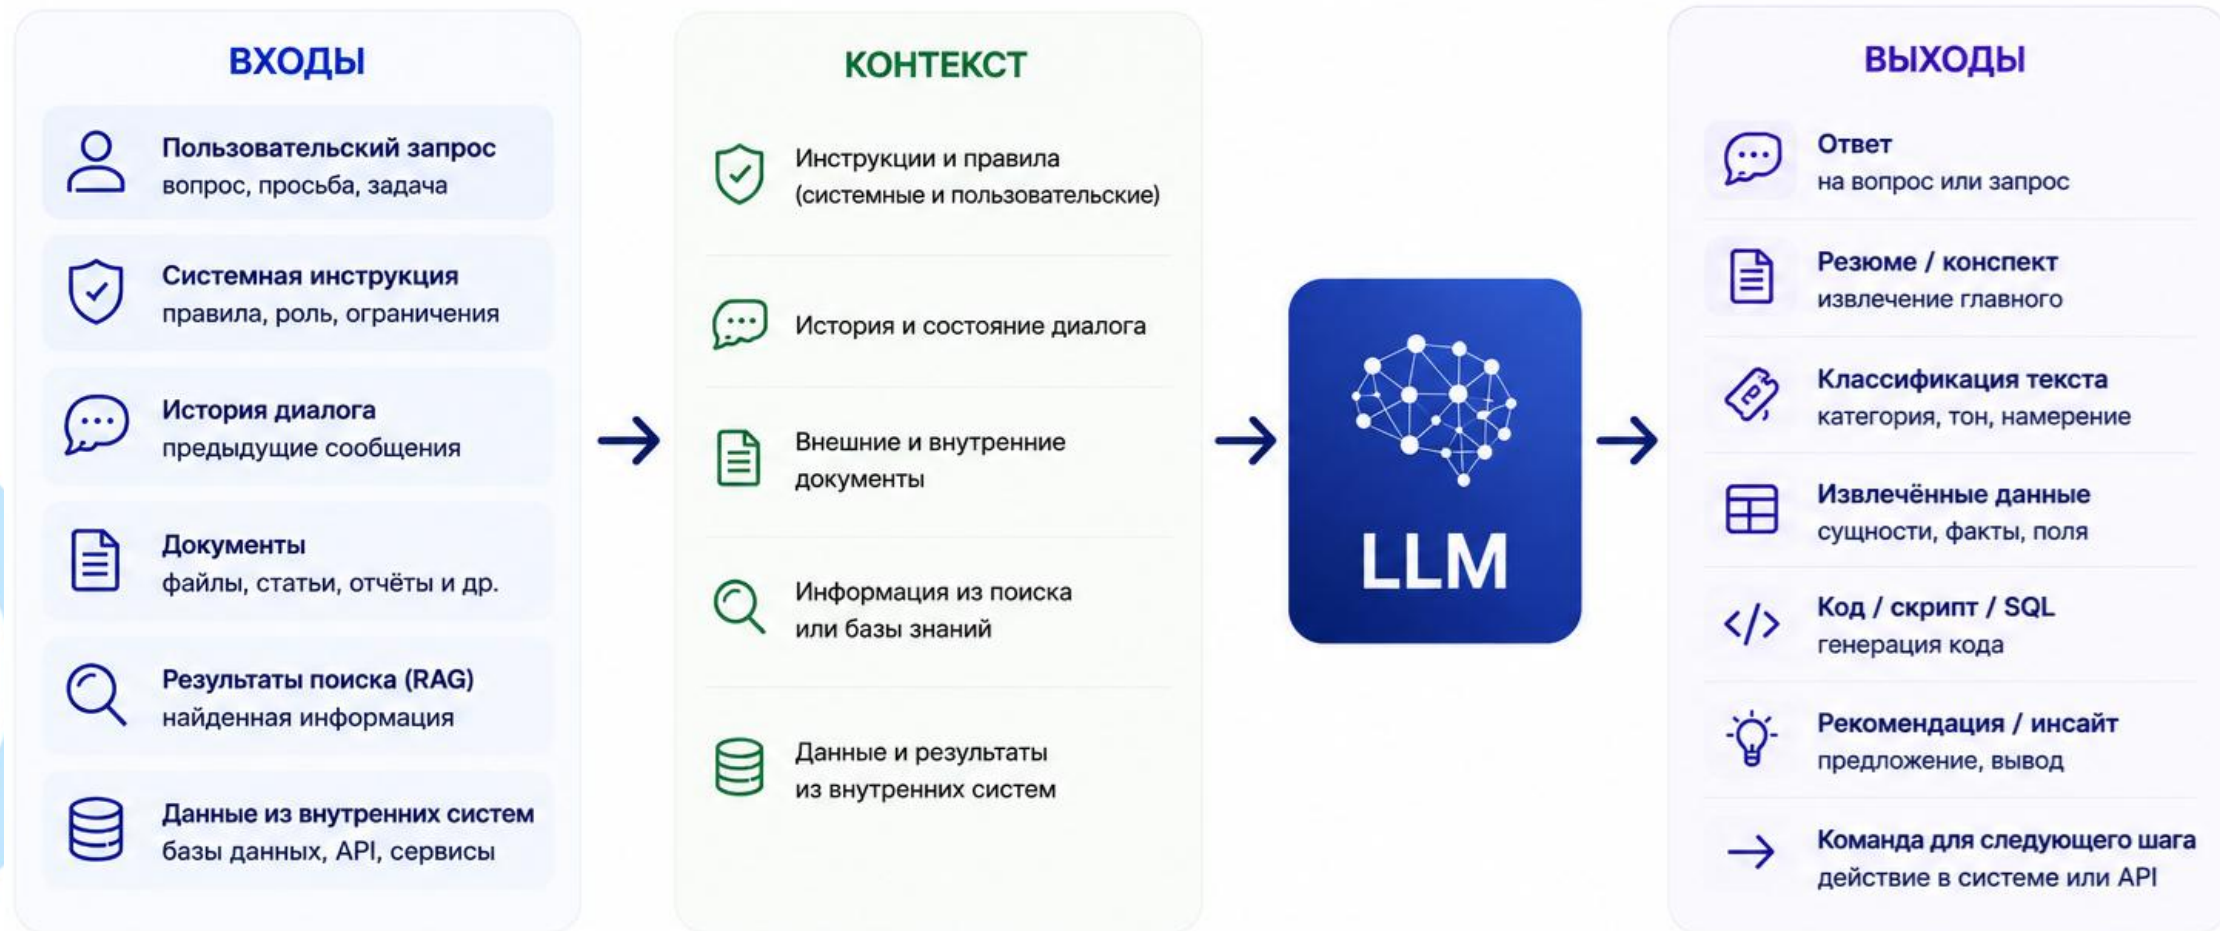 ВХОДЫ
Пользовательский запрос
вопрос, просьба, задача
Системная инструкция
правила, роль, ограничения
История диалога
предыдущие сообщения
Документы
файлы, статьи, отчёты и др.
Результаты поиска (RAG)
найденная информация
Данные из внутренних систем
базы данных, API, сервисы
КОНТЕКСТ
Инструкции и правила
(системные и пользовательские)
История и состояние диалога
Внешние и внутренние
документы
Информация из поиска
или базы знаний
Данные и результаты
из внутренних систем
LLM
ВЫХОДЫ
Ответ
на вопрос или запрос
Резюме / конспект
извлечение главного
Классификация текста
категория, тон, намерение
Извлечённые данные
сущности, факты, поля
Код / скрипт / SQL
генерация кода
Рекомендация / инсайт
предложение, вывод
Команда для следующего шага
действие в системе или API